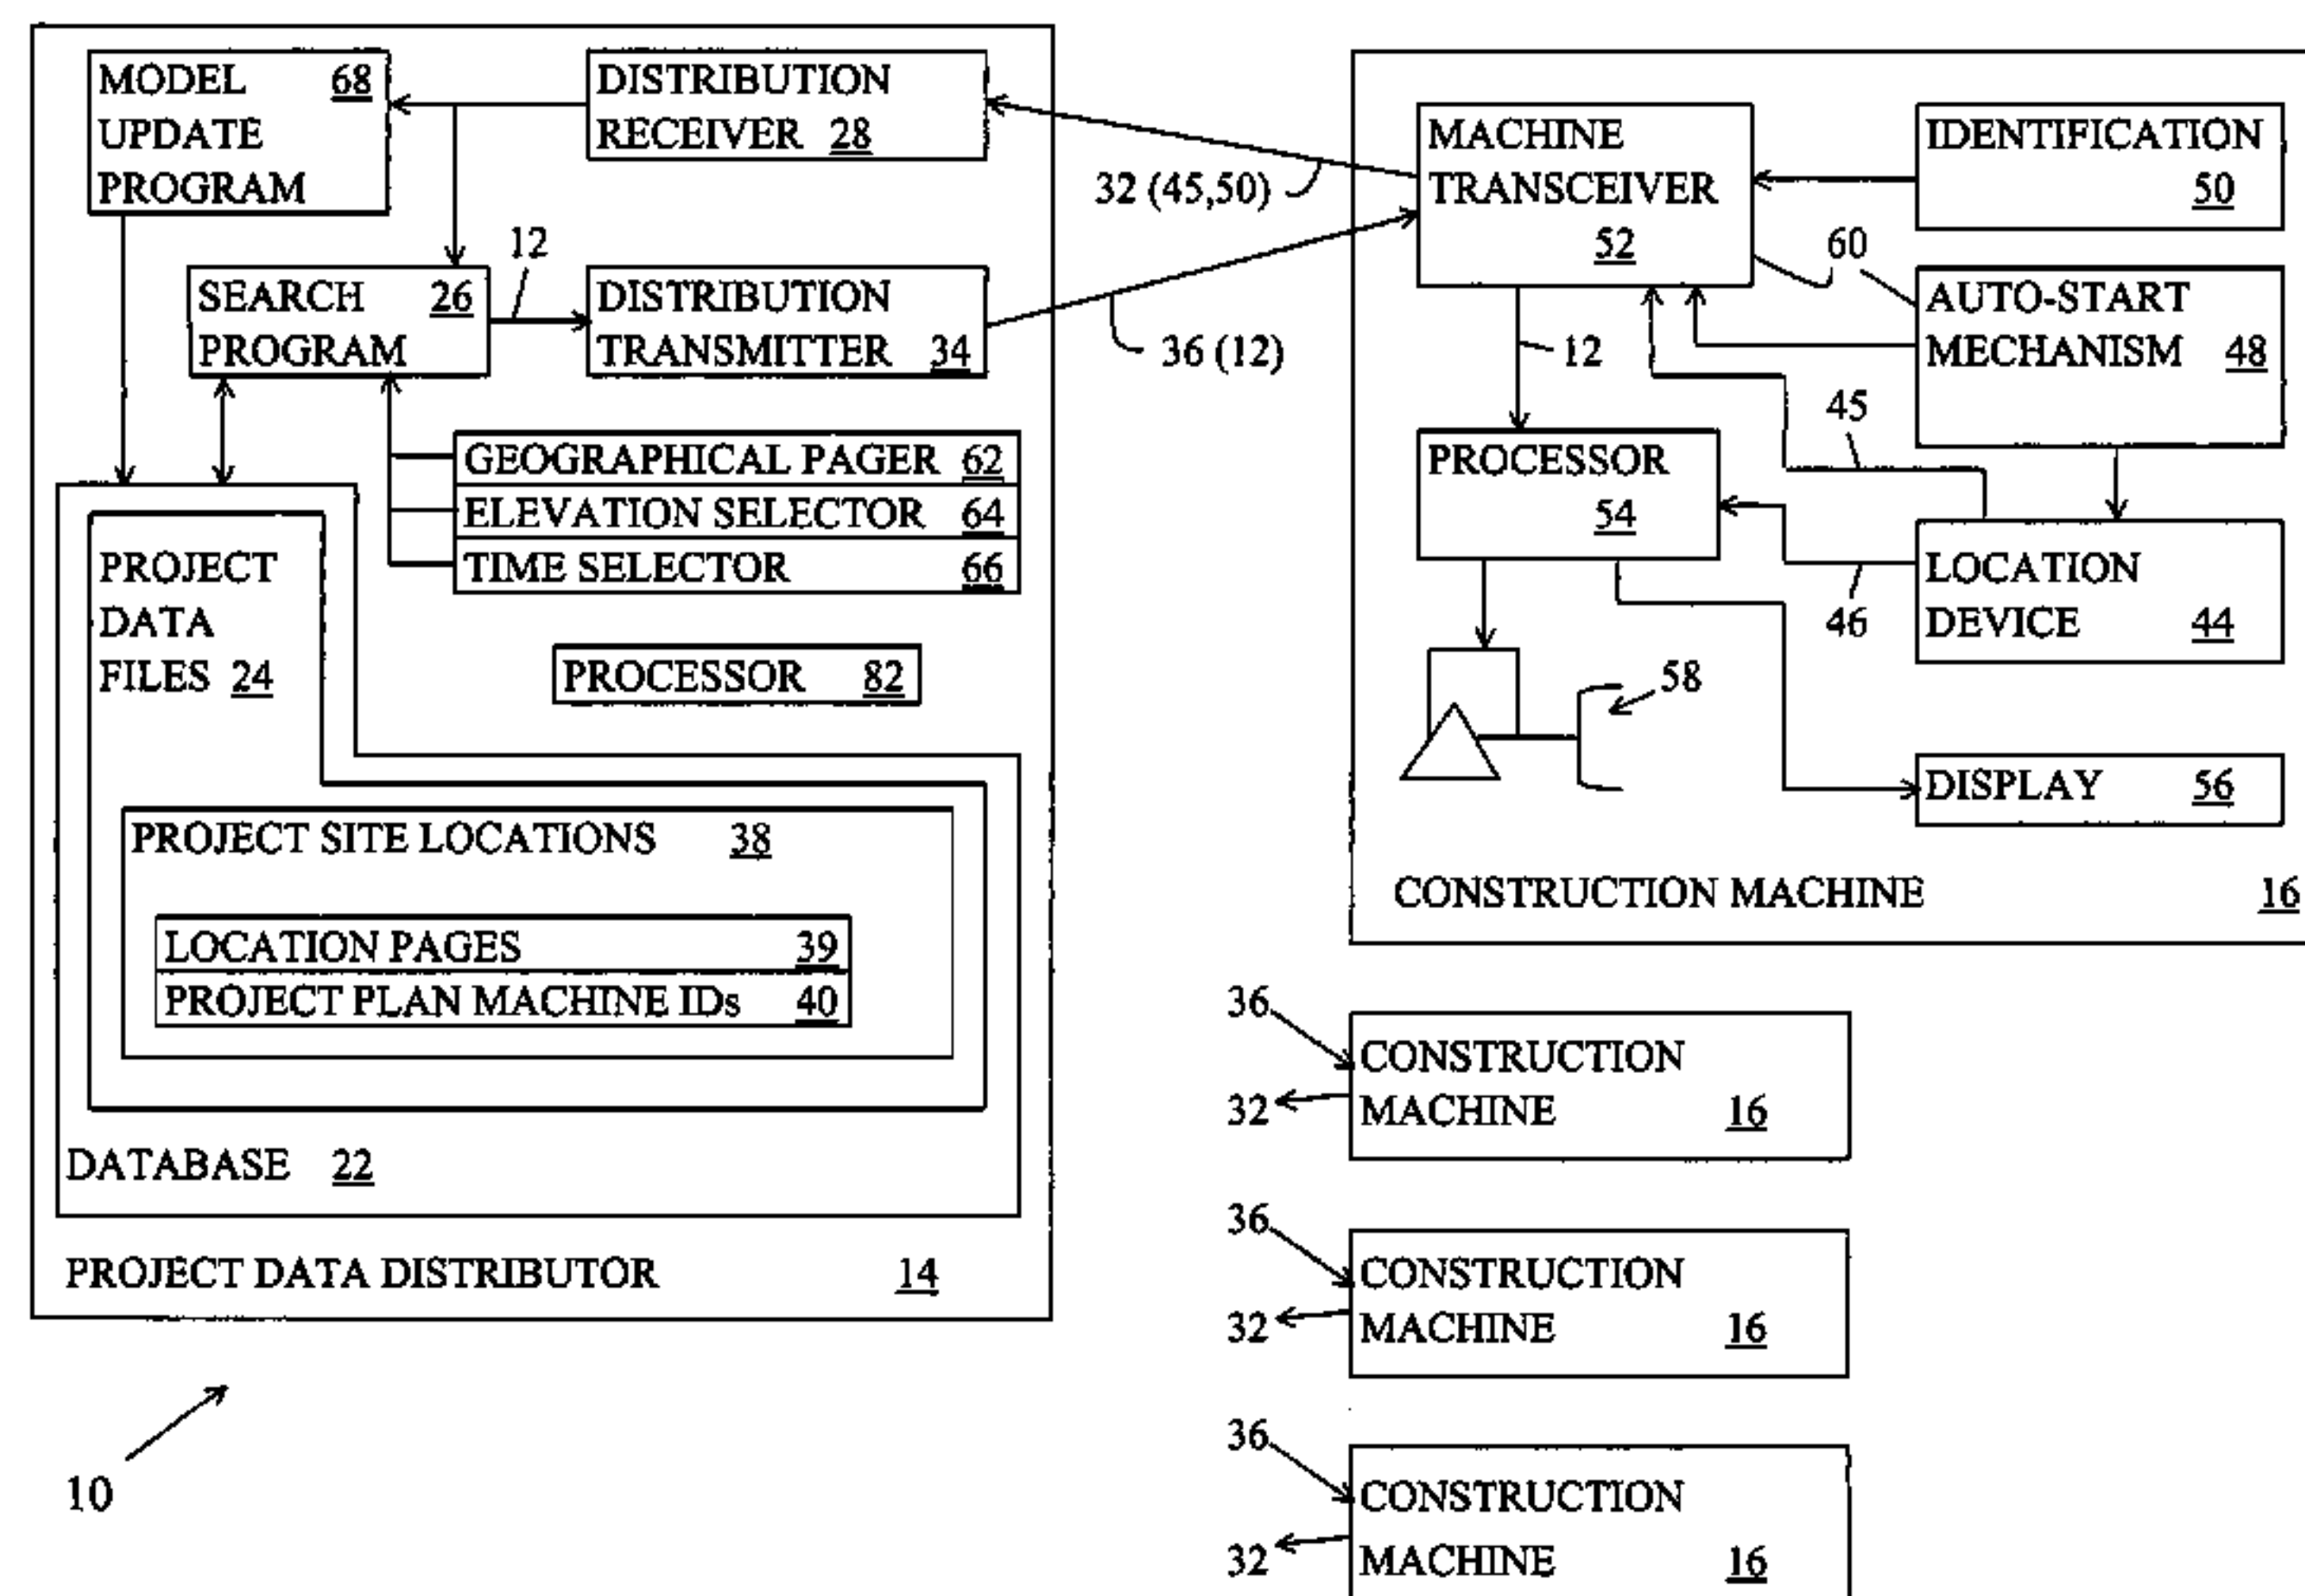 MODEL 68
UPDATE
PROGRAM
DISTRIBUTION
RECEIVER 28
SEARCH 26
PROGRAM
12
DISTRIBUTION
TRANSMITTER 34
GEOGRAPHICAL PAGER 62
ELEVATION SELECTOR 64
TIME SELECTOR 66
PROJECT
DATA
FILES 24
PROCESSOR 82
PROJECT SITE LOCATIONS 38
LOCATION PAGES 39
PROJECT PLAN MACHINE IDs 40
DATABASE 22
PROJECT DATA DISTRIBUTOR 14
10
32 (45,50)
36 (12)
MACHINE
TRANSCEIVER
52
IDENTIFICATION
50
60
AUTO-START
MECHANISM 48
12
45
PROCESSOR
54
46
LOCATION
DEVICE 44
58
DISPLAY 56
CONSTRUCTION MACHINE 16
36
CONSTRUCTION
32
MACHINE 16
36
CONSTRUCTION
32
MACHINE 16
36
CONSTRUCTION
32
MACHINE 16